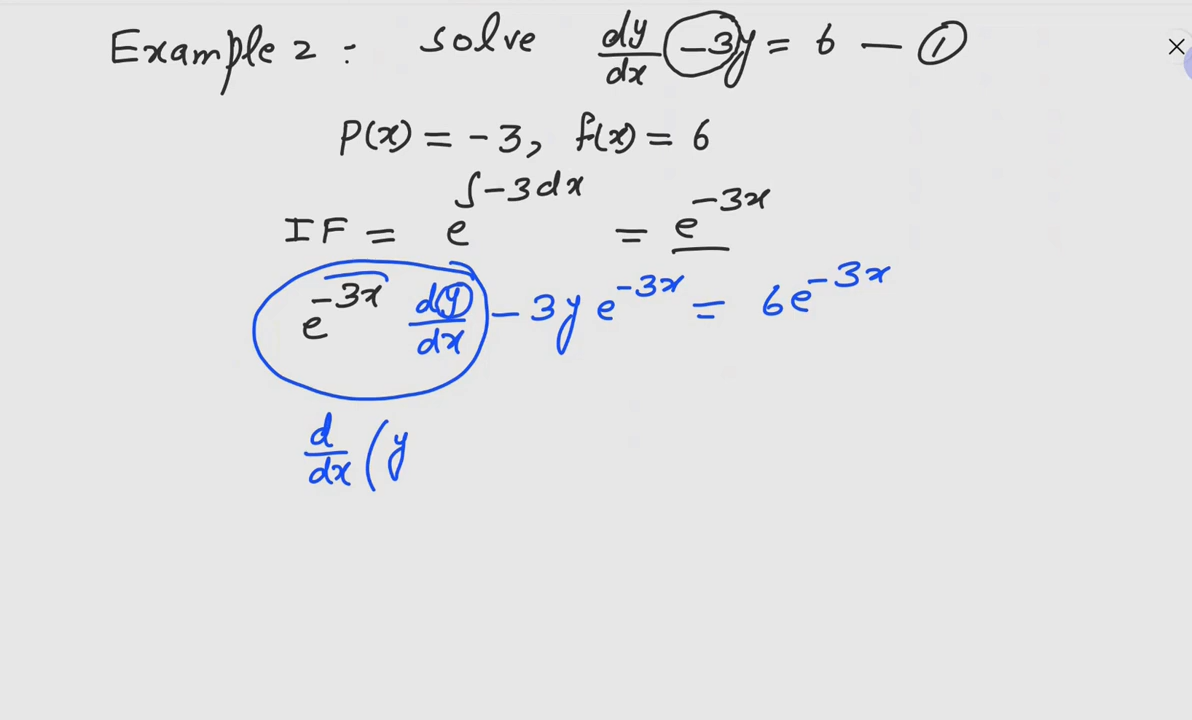 Example 2 : solve dy/dx -3y = 6 — ①
P(x) = -3, f(x) = 6
IF = e^{∫-3dx} = e^{-3x}
e^{-3x} dy/dx - 3y e^{-3x} = 6e^{-3x}
d/dx (y